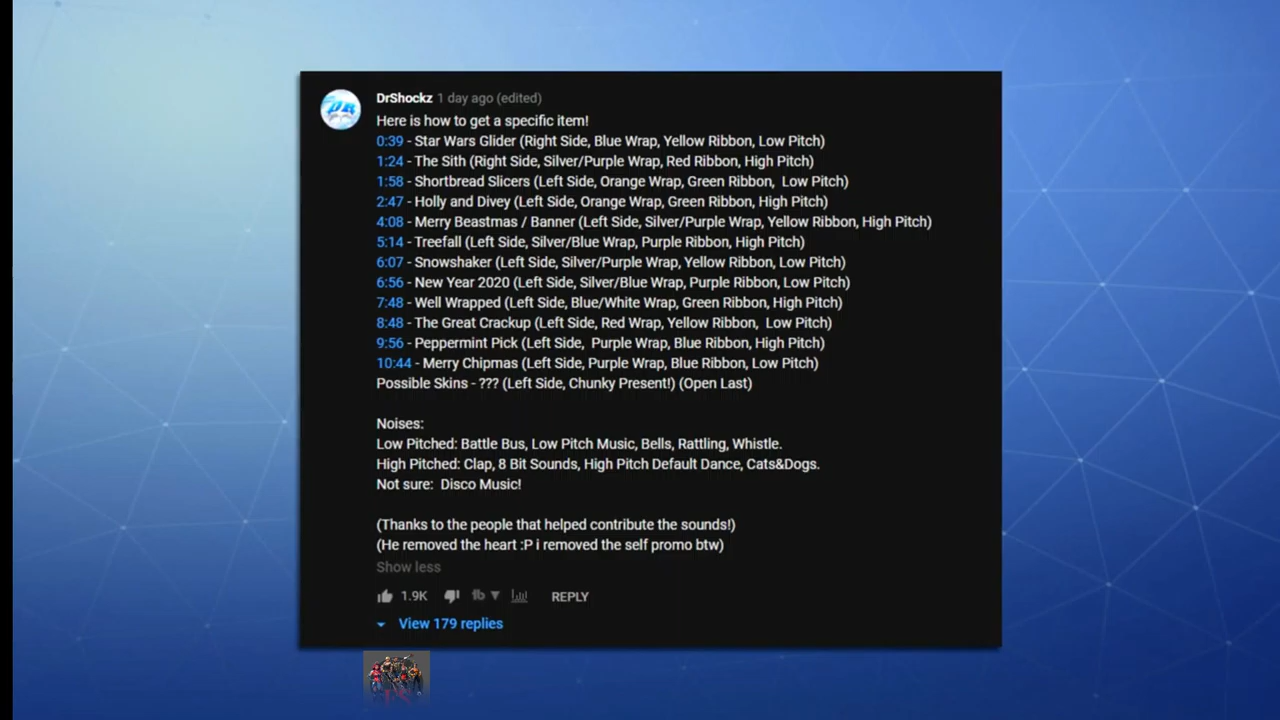 DrShockz 1 day ago (edited)
Here is how to get a specific item!
0:39 - Star Wars Glider (Right Side, Blue Wrap, Yellow Ribbon, Low Pitch)
1:24 - The Sith (Right Side, Silver/Purple Wrap, Red Ribbon, High Pitch)
1:58 - Shortbread Slicers (Left Side, Orange Wrap, Green Ribbon,  Low Pitch)
2:47 - Holly and Divey (Left Side, Orange Wrap, Green Ribbon, High Pitch)
4:08 - Merry Beastmas / Banner (Left Side, Silver/Purple Wrap, Yellow Ribbon, High Pitch)
5:14 - Treefall (Left Side, Silver/Blue Wrap, Purple Ribbon, High Pitch)
6:07 - Snowshaker (Left Side, Silver/Purple Wrap, Yellow Ribbon, Low Pitch)
6:56 - New Year 2020 (Left Side, Silver/Blue Wrap, Purple Ribbon, Low Pitch)
7:48 - Well Wrapped (Left Side, Blue/White Wrap, Green Ribbon, High Pitch)
8:48 - The Great Crackup (Left Side, Red Wrap, Yellow Ribbon,  Low Pitch)
9:56 - Peppermint Pick (Left Side,  Purple Wrap, Blue Ribbon, High Pitch)
10:44 - Merry Chipmas (Left Side, Purple Wrap, Blue Ribbon, Low Pitch)
Possible Skins - ??? (Left Side, Chunky Present!) (Open Last)
Noises:
Low Pitched: Battle Bus, Low Pitch Music, Bells, Rattling, Whistle.
High Pitched: Clap, 8 Bit Sounds, High Pitch Default Dance, Cats&Dogs.
Not sure:  Disco Music!
(Thanks to the people that helped contribute the sounds!)
(He removed the heart :P i removed the self promo btw)
Show less
1.9K REPLY
View 179 replies